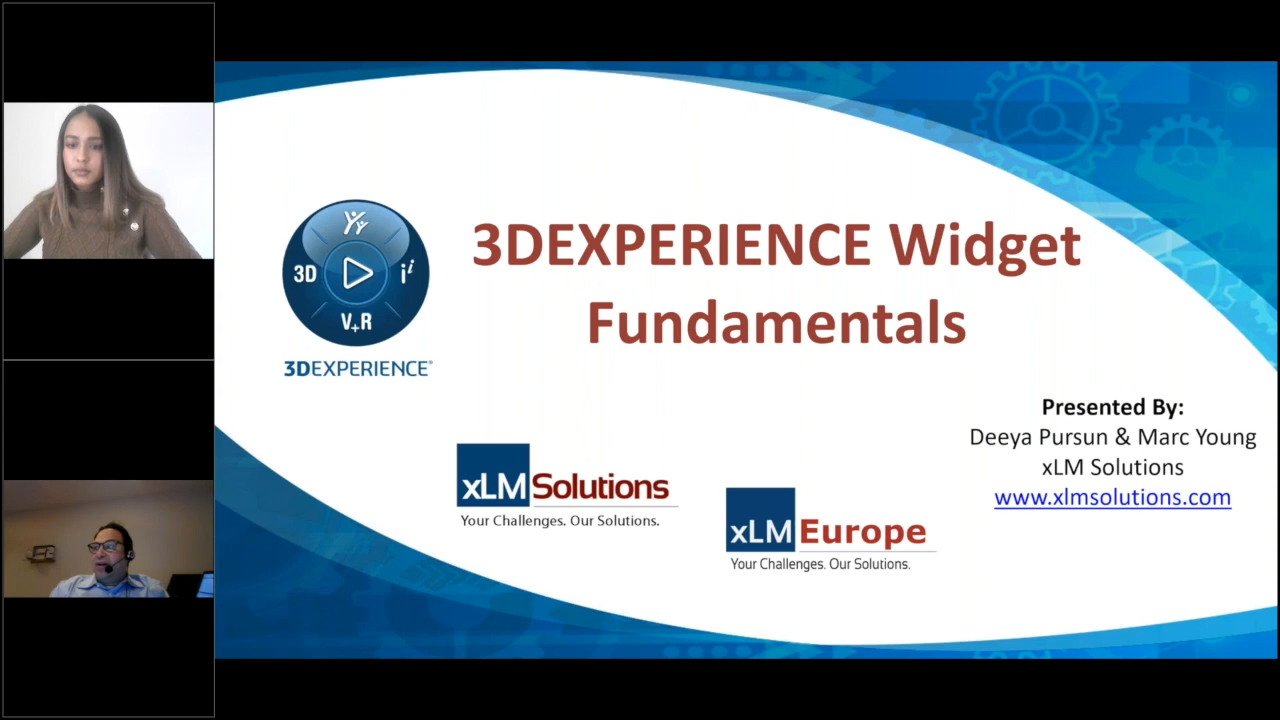 3D
i i
V+R
3DEXPERIENCE®
3DEXPERIENCE Widget
Fundamentals
Presented By:
Deeya Pursun & Marc Young
xLM Solutions
www.xlmsolutions.com
xLM Solutions
Your Challenges. Our Solutions.
xLM Europe
Your Challenges. Our Solutions.